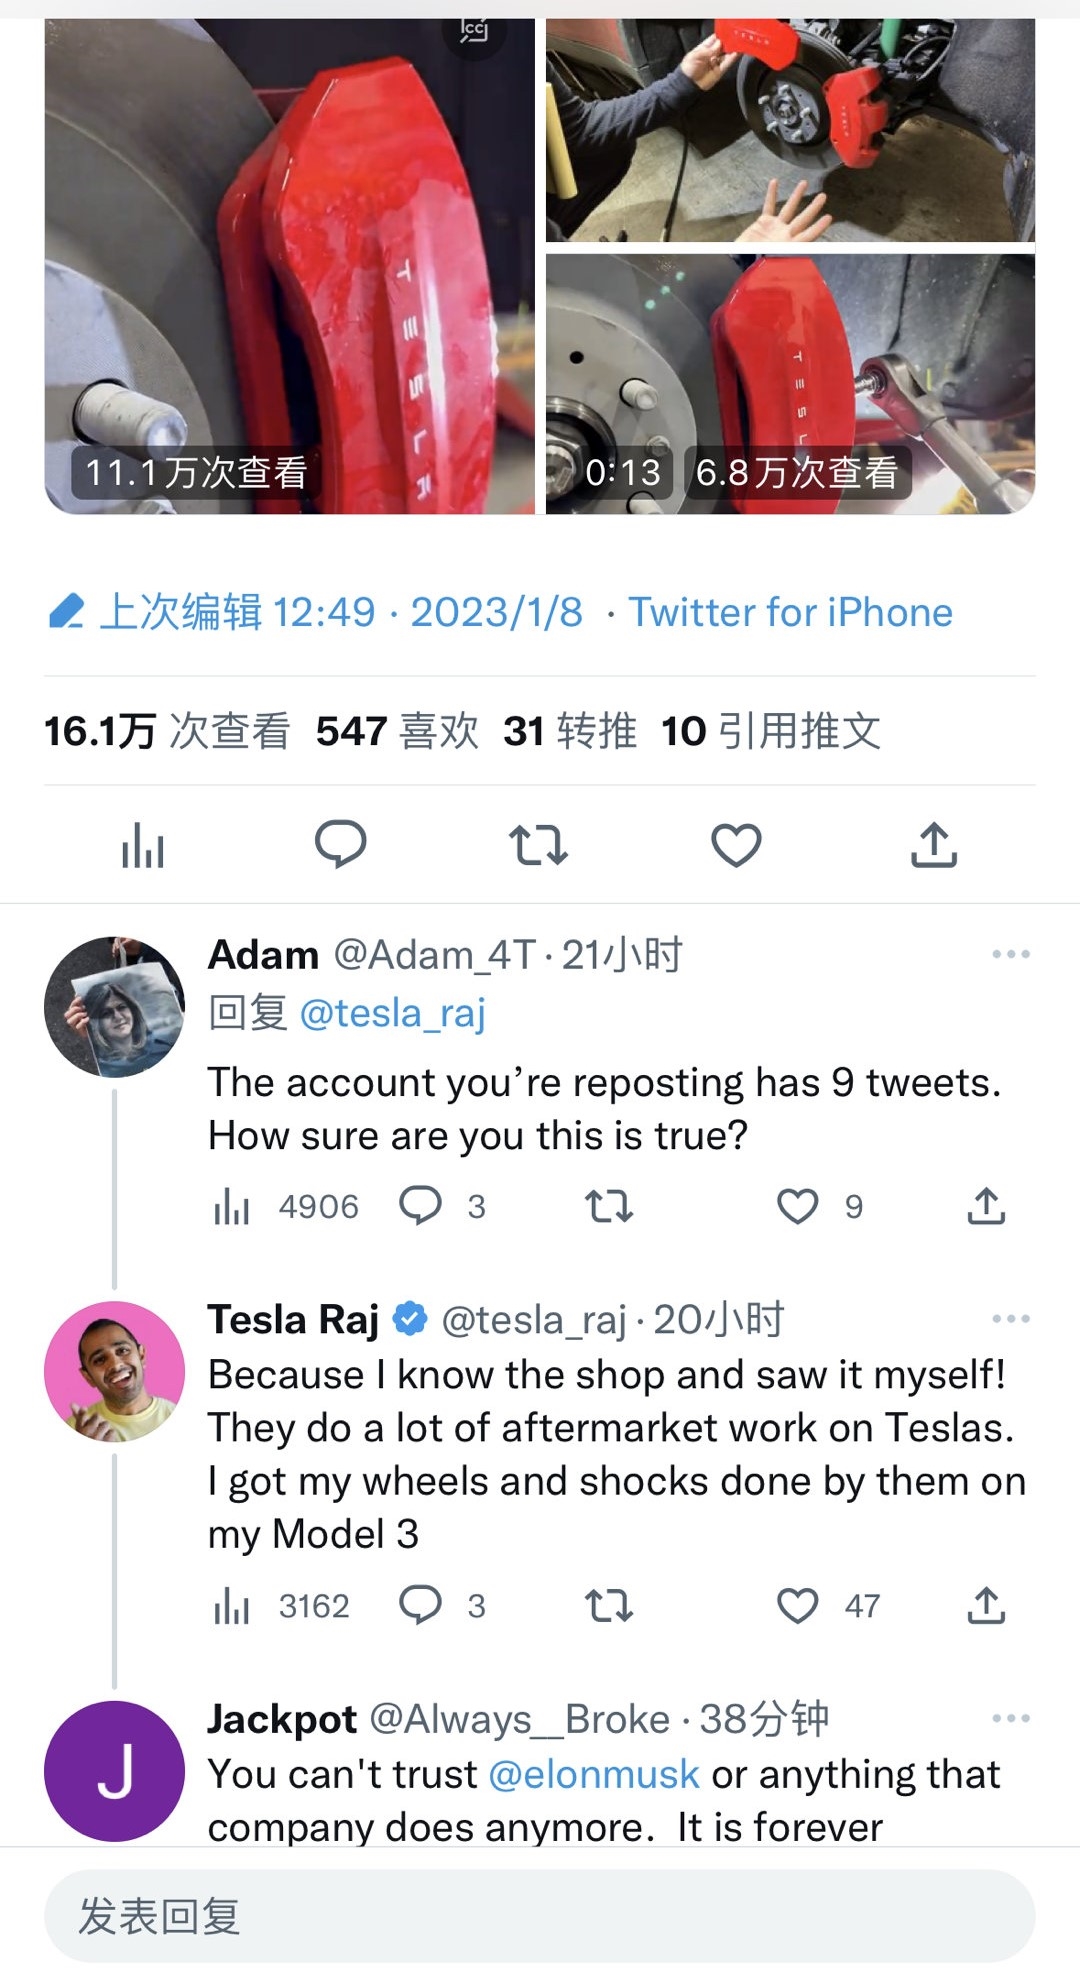 TESLA
TESLA
TESLA
TESL
11.1万次查看
0:13 6.8万次查看
上次编辑 12:49 · 2023/1/8 · Twitter for iPhone
16.1万 次查看 547 喜欢 31 转推 10 引用推文
Adam @Adam_4T · 21小时
回复 @tesla_raj
The account you’re reposting has 9 tweets.
How sure are you this is true?
4906 3 9
Tesla Raj @tesla_raj · 20小时
Because I know the shop and saw it myself!
They do a lot of aftermarket work on Teslas.
I got my wheels and shocks done by them on
my Model 3
3162 3 47
J
Jackpot @Always__Broke · 38分钟
You can't trust @elonmusk or anything that
company does anymore. It is forever
发表回复